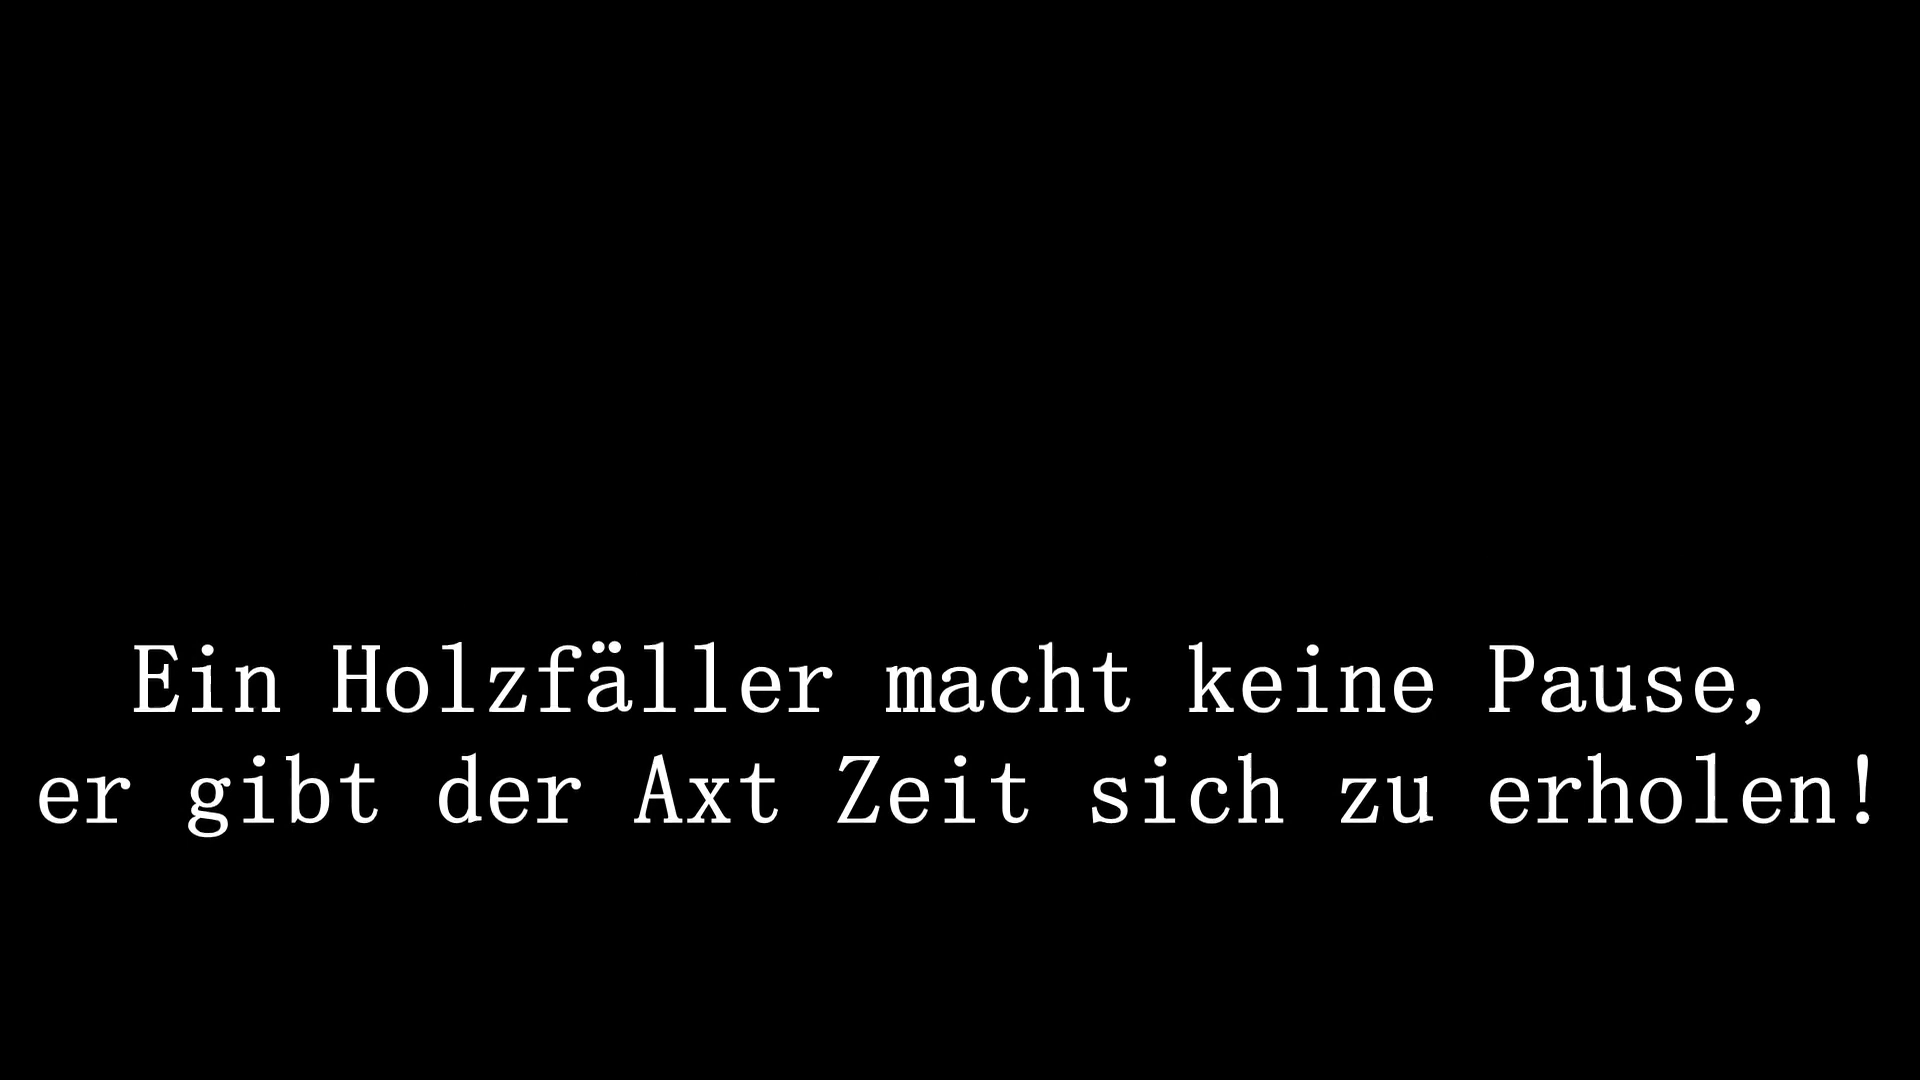 Ein Holzfäller macht keine Pause,
er gibt der Axt Zeit sich zu erholen!